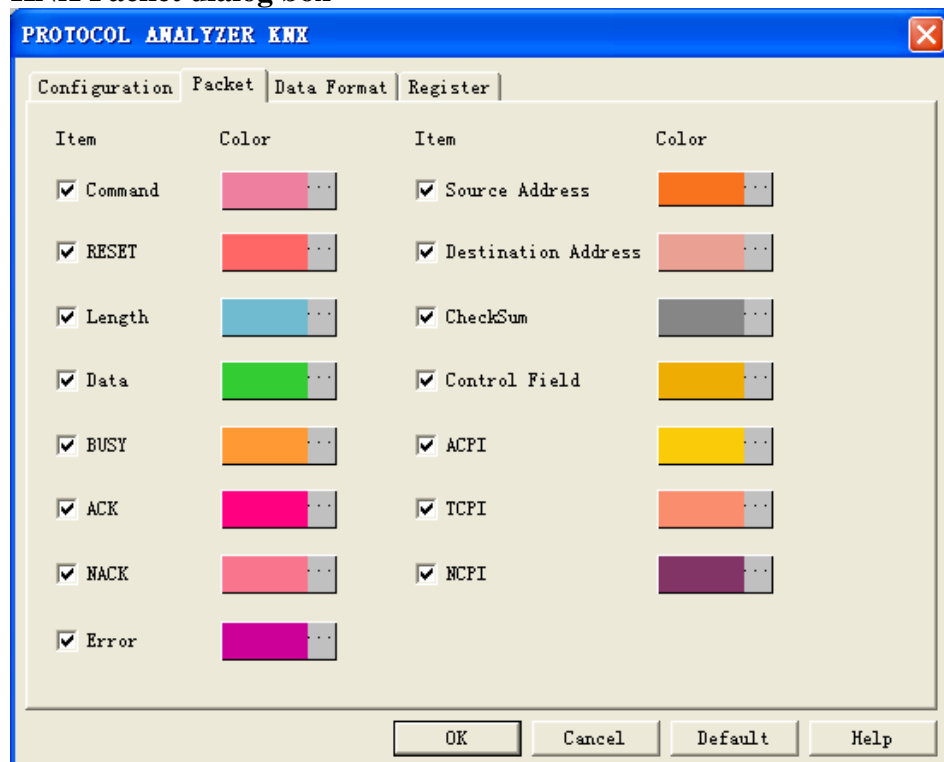 PROTOCOL ANALYZER KNX
Configuration Packet Data Format Register
Item Color Item Color
Command ... Source Address ...
RESET ... Destination Address ...
Length ... CheckSum ...
Data ... Control Field ...
BUSY ... ACPI ...
ACK ... TCPI ...
NACK ... NCPI ...
Error ...
OK Cancel Default Help